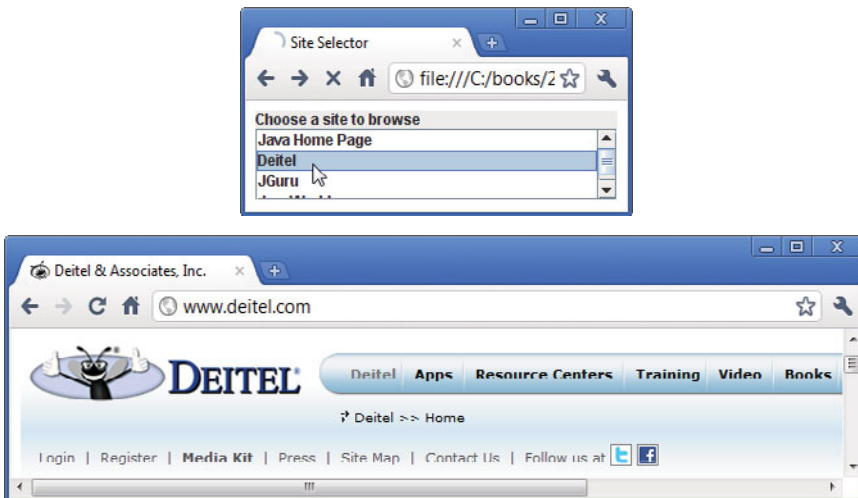 Site Selector
file:///C:/books/2
Choose a site to browse
Java Home Page
Deitel
JGuru
Deitel & Associates, Inc.
www.deitel.com
DEITEL
Deitel Apps Resource Centers Training Video Books
Deitel >> Home
Login | Register | Media Kit | Press | Site Map | Contact Us | Follow us at